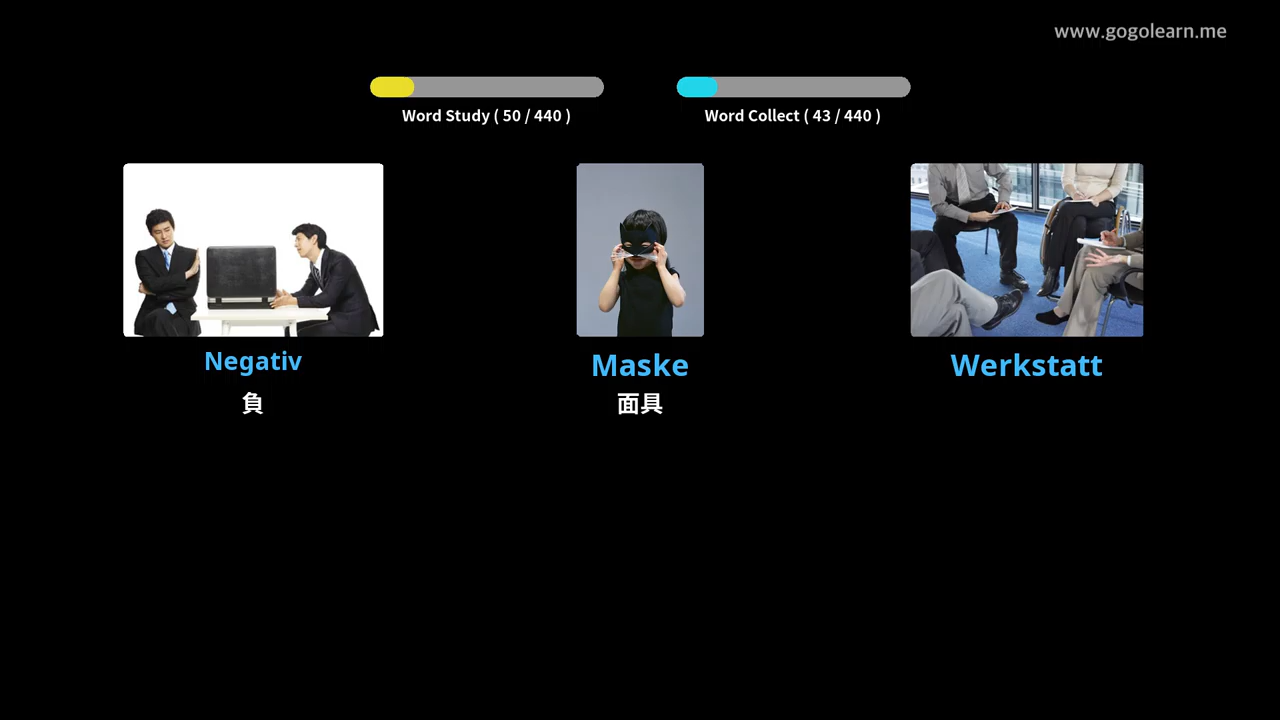 www.gogolearn.me
Word Study ( 50 / 440 )
Word Collect ( 43 / 440 )
Negativ
Maske
Werkstatt
負
面具